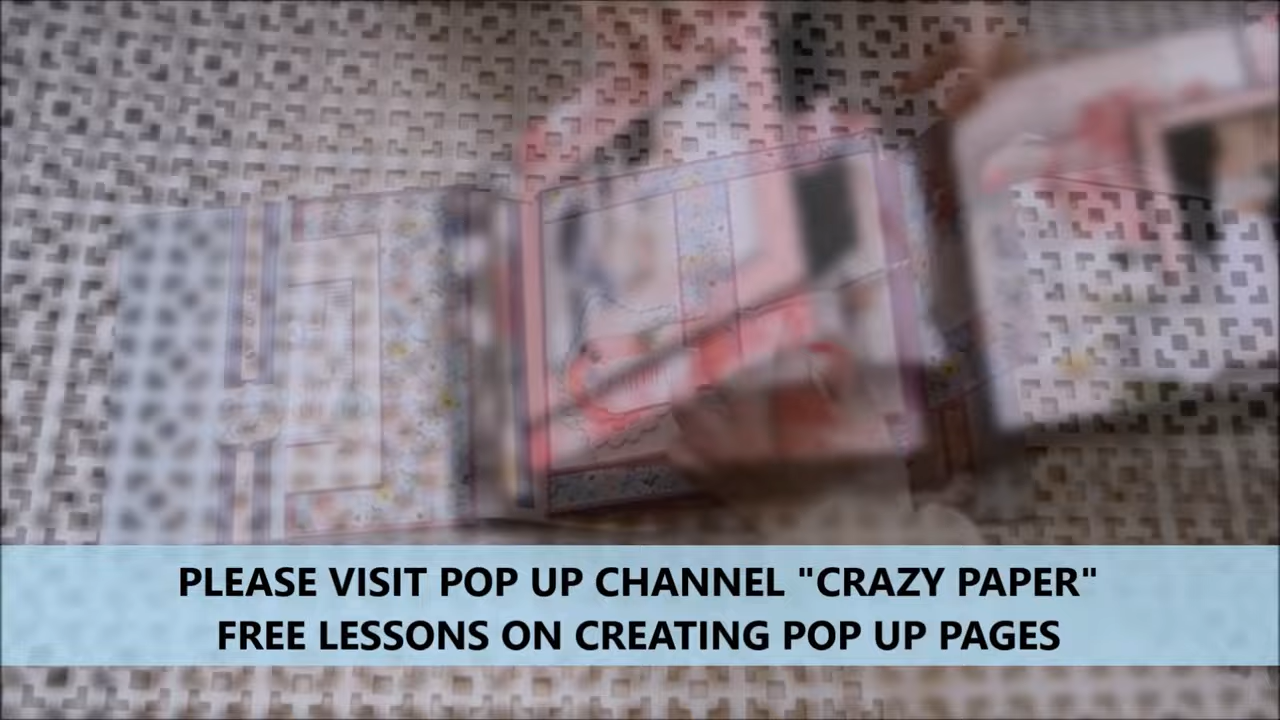 PLEASE VISIT POP UP CHANNEL "CRAZY PAPER"
FREE LESSONS ON CREATING POP UP PAGES